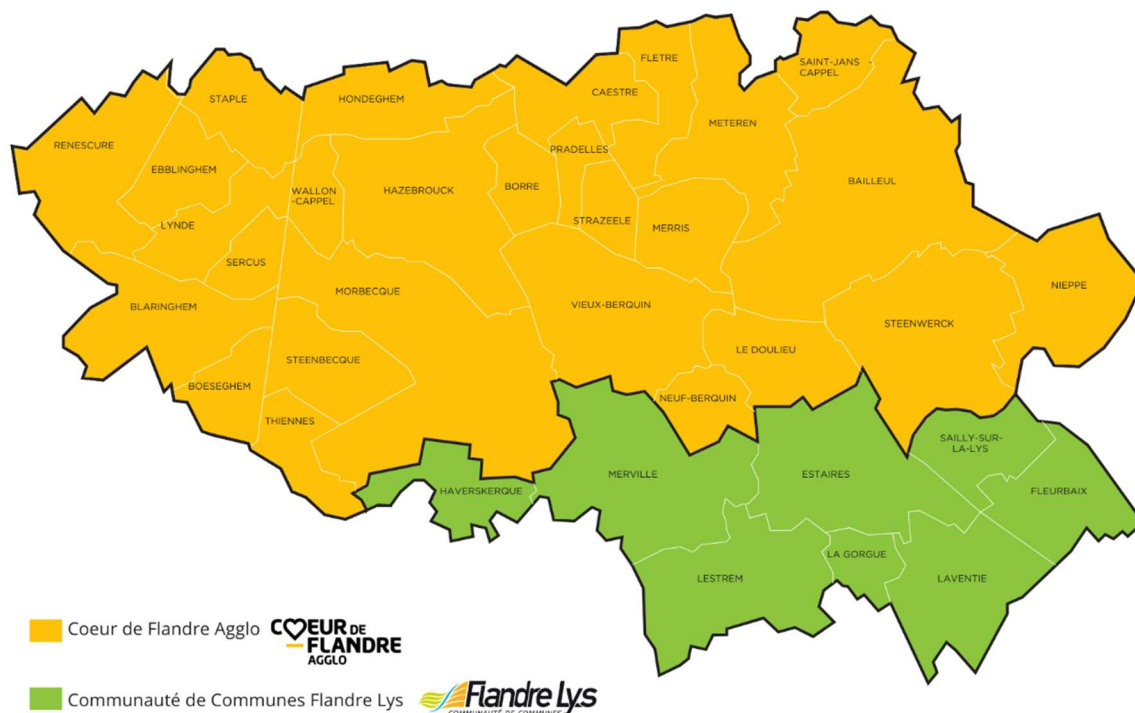 FLETRE
SAINT-JANS -
CAPPEL
STAPLE
HONDEGHEM
CAESTRE
METEREN
RENESCURE
PRADELLES
EBBLINGHEM
WALLON
-CAPPEL
HAZEBROUCK
BORRE
BAILLEUL
LYNDE
STRAZEELE
MERRIS
SERCUS
MORBECQUE
NIEPPE
BLARINGHEM
VIEUX-BERQUIN
STEENWERCK
STEENBECQUE
LE DOULIEU
BOESEGHEM
NEUF-BERQUIN
THIENNES
SAILLY-SUR-
LA-LYS
MERVILLE
ESTAIRES
HAVERSKERQUE
FLEURBAIX
LA GORGUE
LESTREM
LAVENTIE
Coeur de Flandre Agglo
CŒUR DE
FLANDRE
AGGLO
Communauté de Communes Flandre Lys
Flandre Lys
COMMUNAUTÉ DE COMMUNES